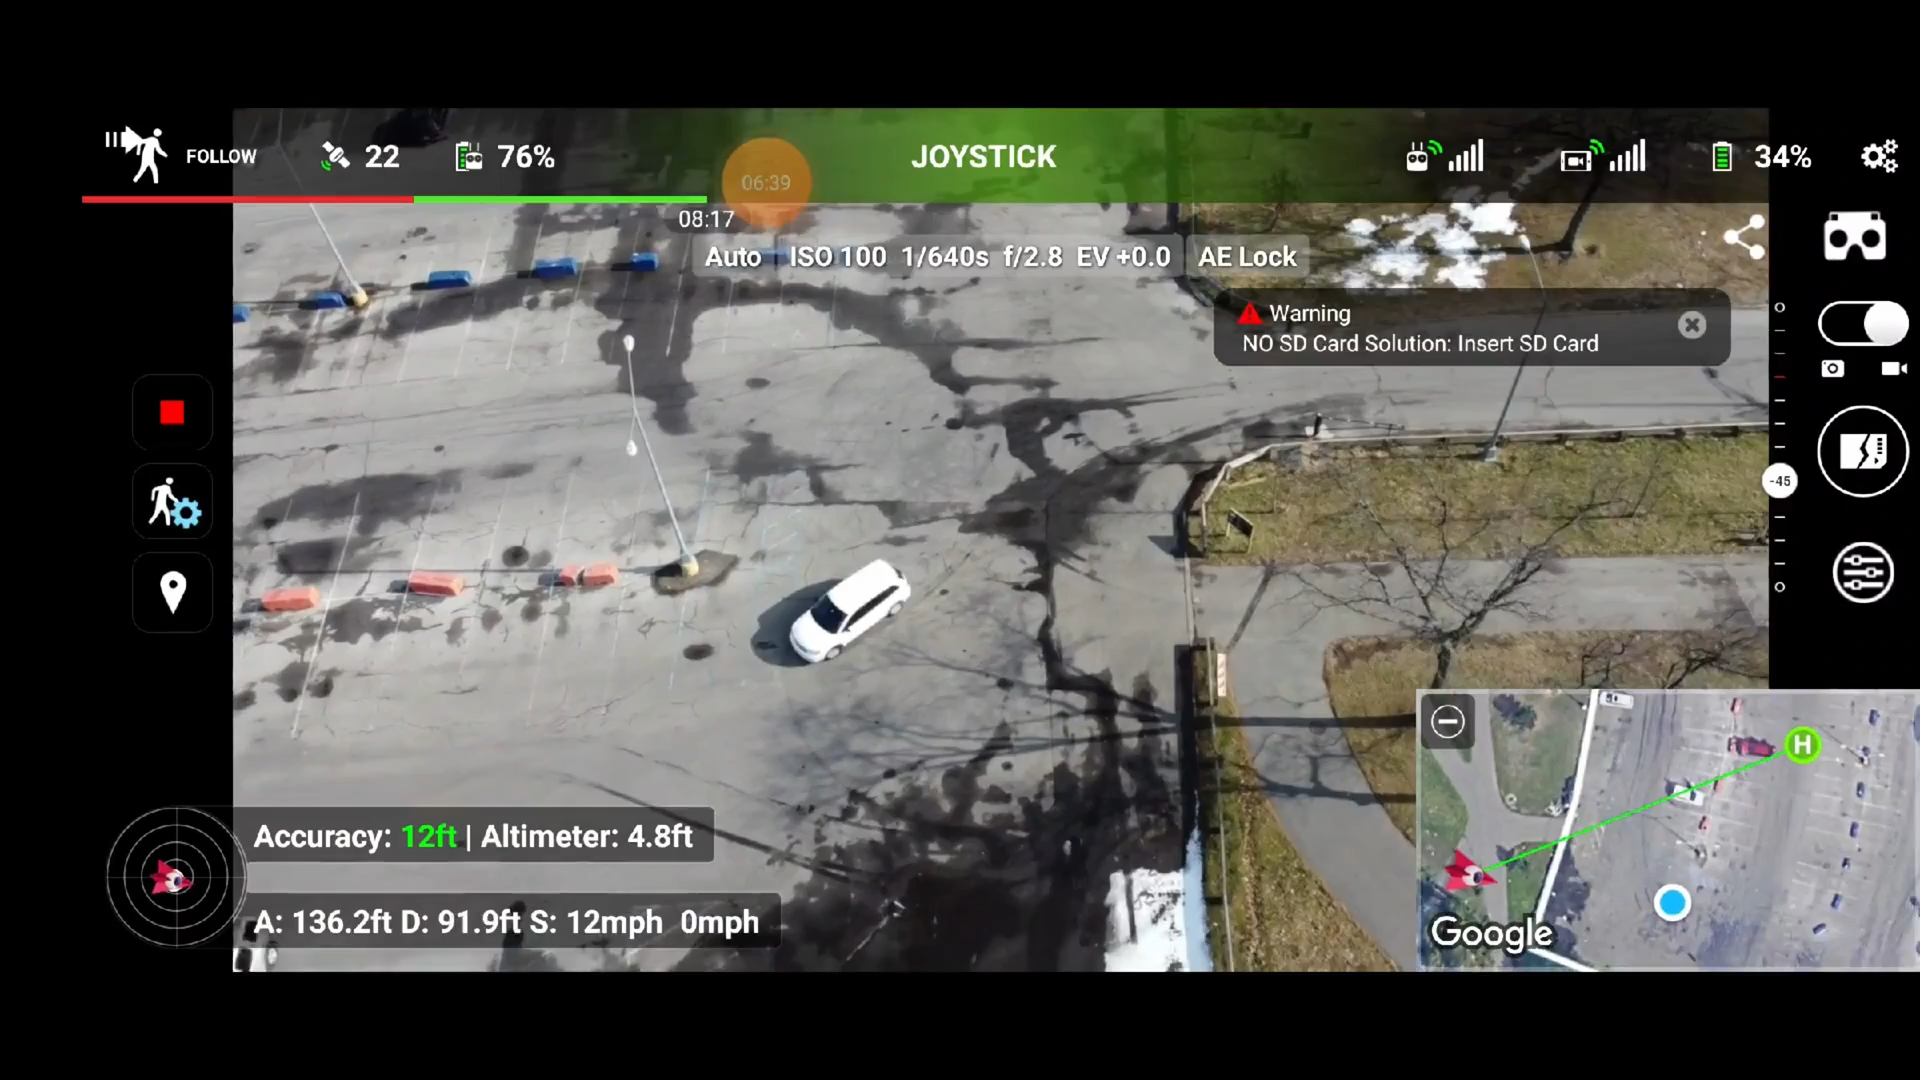 FOLLOW
22
76%
JOYSTICK
34%
06:39
08:17
Auto ISO 100 1/640s f/2.8 EV +0.0 AE Lock
Warning
NO SD Card Solution: Insert SD Card
-45
H
Accuracy: 12ft | Altimeter: 4.8ft
A: 136.2ft D: 91.9ft S: 12mph 0mph
Google